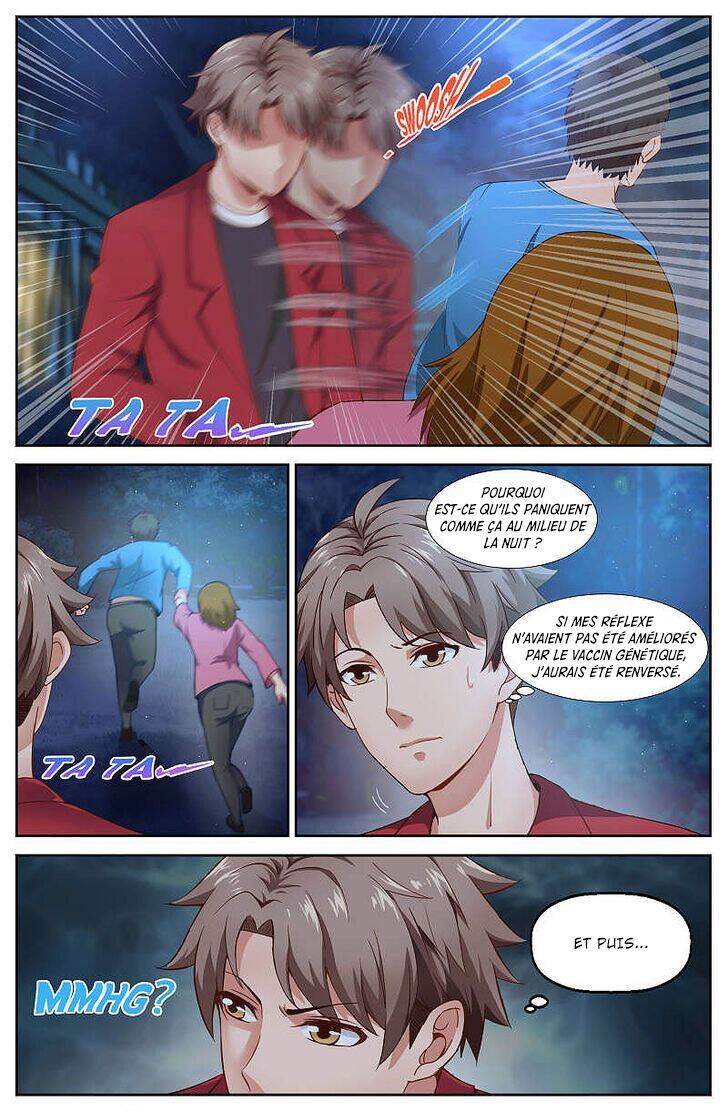 SWOOSH
TA TA
POURQUOI
EST-CE QU'ILS PANIQUENT
COMME ÇA AU MILIEU DE
LA NUIT ?
SI MES RÉFLEXE
N'AVAIENT PAS ÉTÉ AMÉLIORÉS
PAR LE VACCIN GÉNÉTIQUE,
J'AURAIS ÉTÉ RENVERSÉ.
TA TA
ET PUIS...
MMHG?